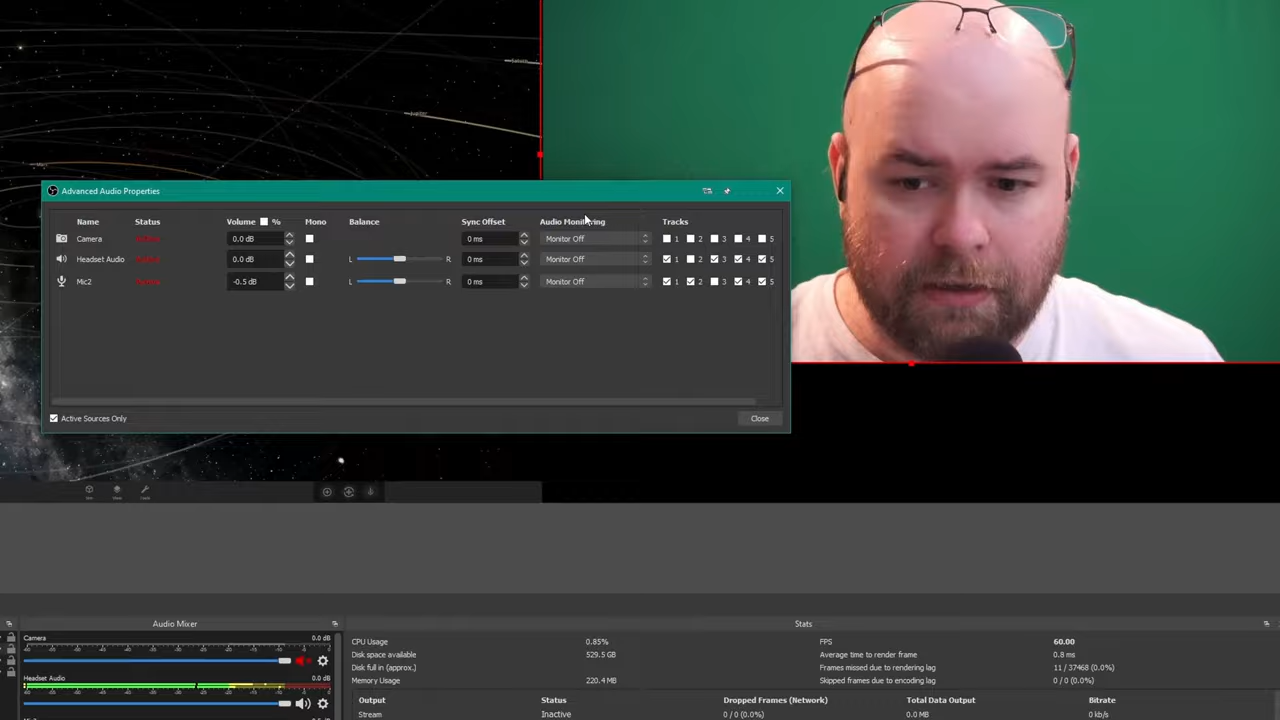 Jupiter
Advanced Audio Properties
Name Status Volume % Mono Balance Sync Offset Audio Monitoring Tracks
Camera 0.0 dB 0 ms Monitor Off 1 2 3 4 5
Headset Audio 0.0 dB L R 0 ms Monitor Off 1 2 3 4 5
Mic2 -0.5 dB L R 0 ms Monitor Off 1 2 3 4 5
Active Sources Only
Close
Audio Mixer
Camera 0.0 dB
Headset Audio 0.0 dB
Stats
CPU Usage 0.85% FPS 60.00
Disk space available 529.5 GB Average time to render frame 0.8 ms
Disk full in (approx.) Frames missed due to rendering lag 11 / 37468 (0.0%)
Memory Usage 220.4 MB Skipped frames due to encoding lag 0 / 0 (0.0%)
Output Status Dropped Frames (Network) Total Data Output Bitrate
Stream Inactive 0 / 0 (0.0%) 0.0 MB 0 kb/s